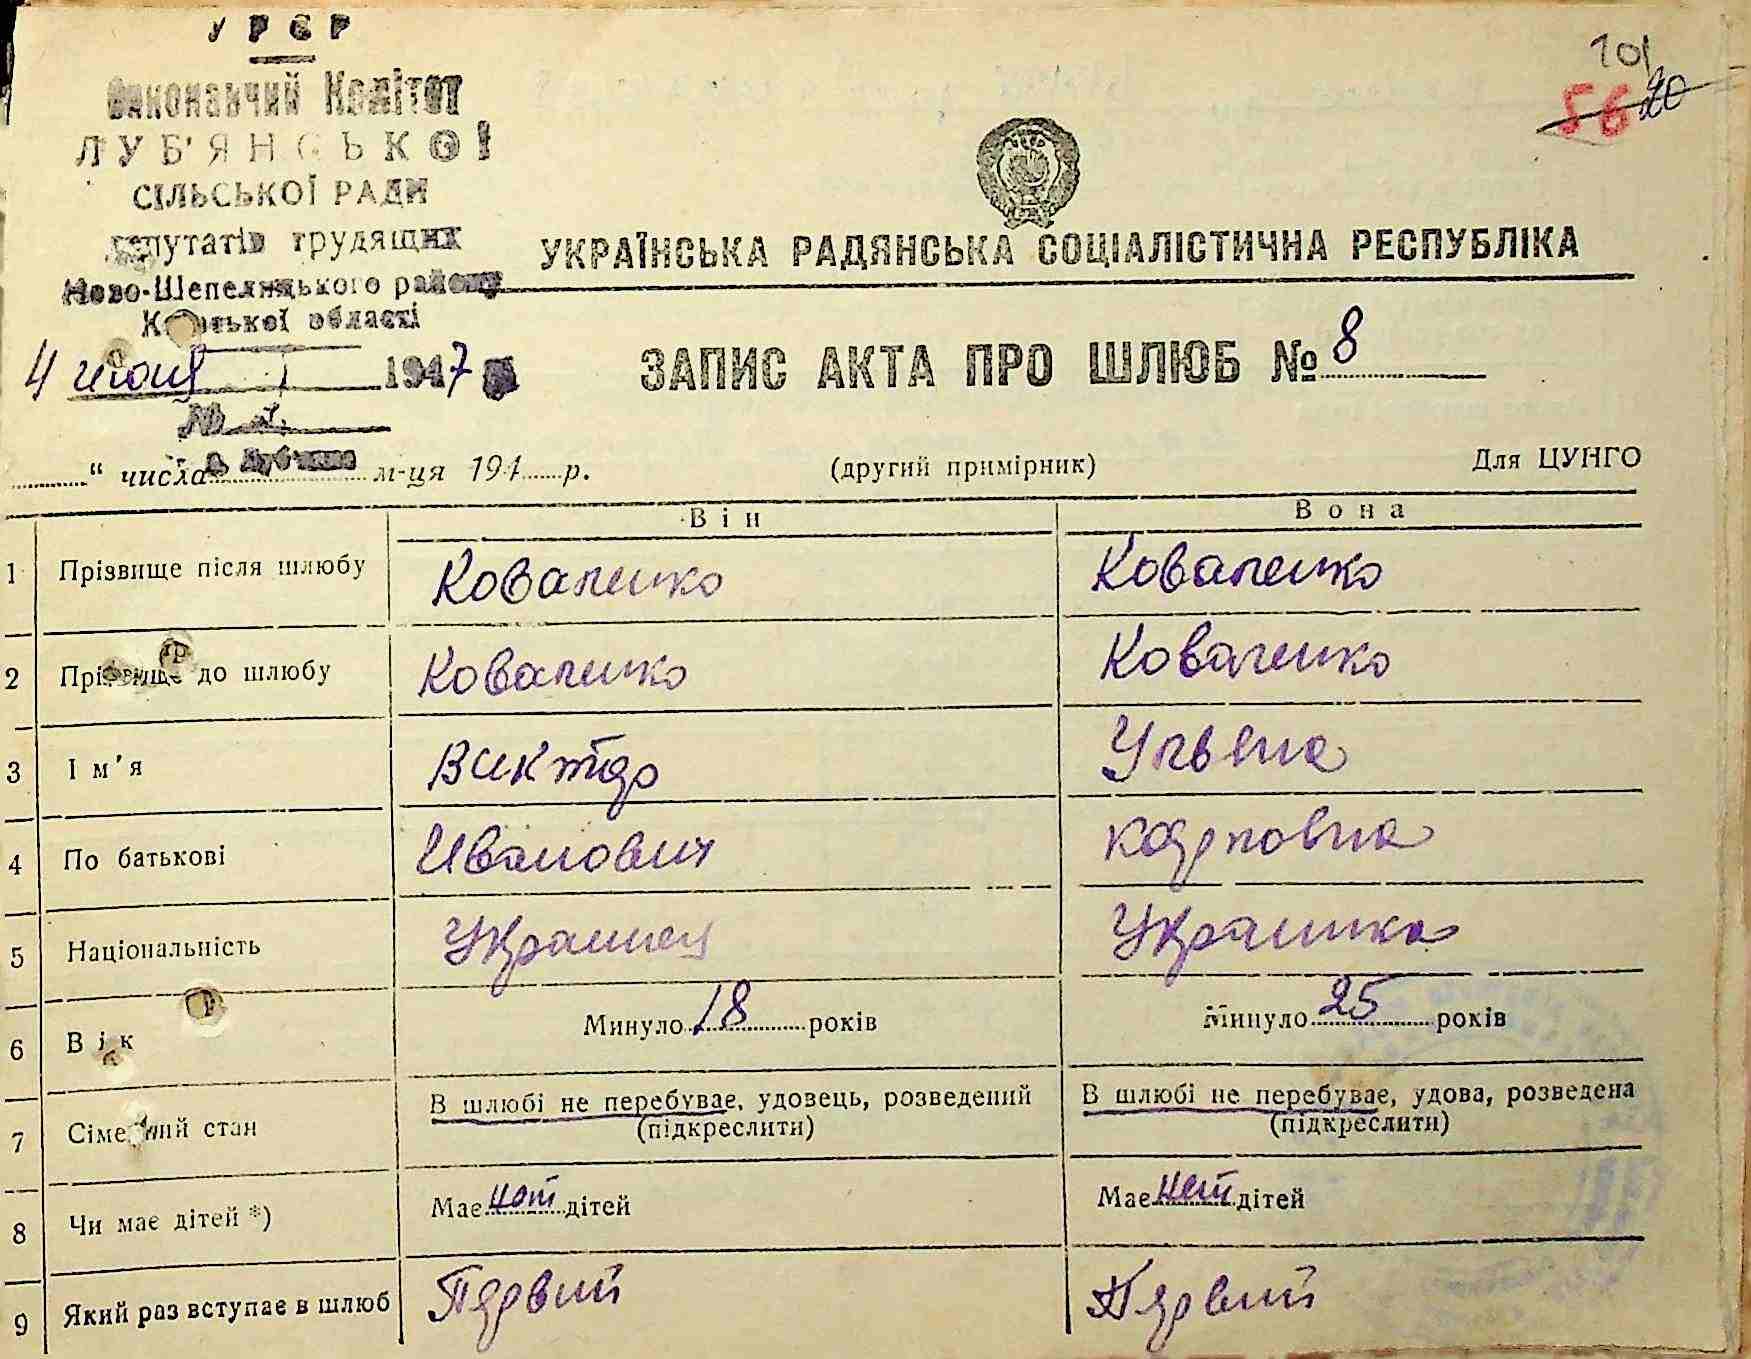 УРСР
Виконавчий Комітет
ЛУБ'ЯНСЬКОЇ
СІЛЬСЬКОЇ РАДИ
депутатів трудящих
Ново-Шепелицького району
Київської області
4 июня 1947
№
101
56 20
УКРАЇНСЬКА РАДЯНСЬКА СОЦІАЛІСТИЧНА РЕСПУБЛІКА
ЗАПИС АКТА ПРО ШЛЮБ № 8
" числа м-ця 194 р.
(другий примірник)
Для ЦУНГО
Він Вона
1 Прізвище після шлюбу Коваленко Коваленко
2 Прізвище до шлюбу Коваленко Коваленко
3 Ім'я Виктор Ульяна
4 По батькові Иванович Карповна
5 Національність Украинец Украинка
6 Вік Минуло 18 років Минуло 25 років
7 Сімейний стан В шлюбі не перебуває, удовець, розведений (підкреслити) В шлюбі не перебуває, удова, розведена (підкреслити)
8 Чи має дітей *) Має нет дітей Має нет дітей
9 Який раз вступає в шлюб Первий Первий